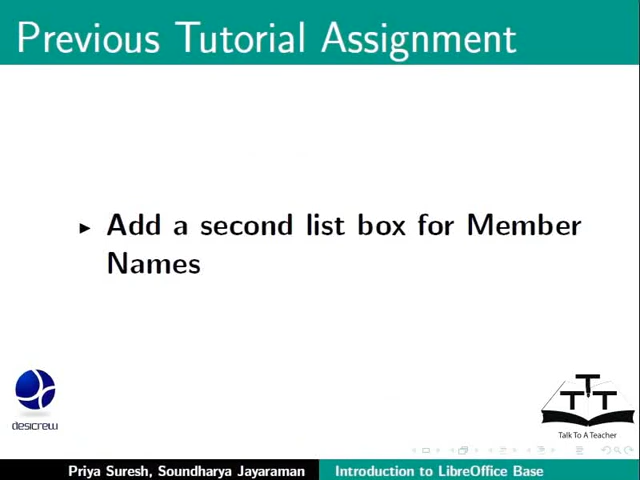 Previous Tutorial Assignment
Add a second list box for Member
Names
desicrew
T T T
Talk To A Teacher
Priya Suresh, Soundharya Jayaraman
Introduction to LibreOffice Base